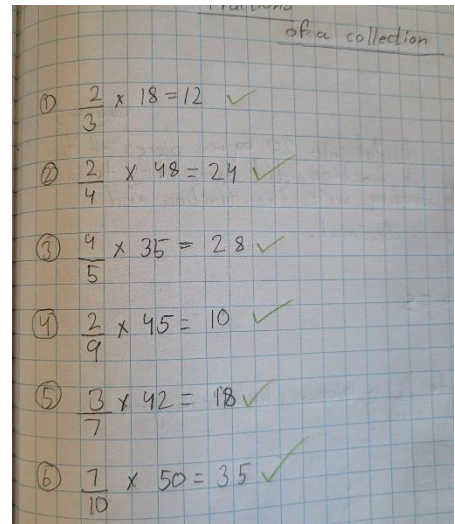 Fractions
of a collection
① 2/3 × 18 = 12 ✓
② 2/4 × 48 = 24 ✓
③ 4/5 × 35 = 28 ✓
④ 2/9 × 45 = 10 ✓
⑤ 3/7 × 42 = 18 ✓
⑥ 7/10 × 50 = 35 ✓